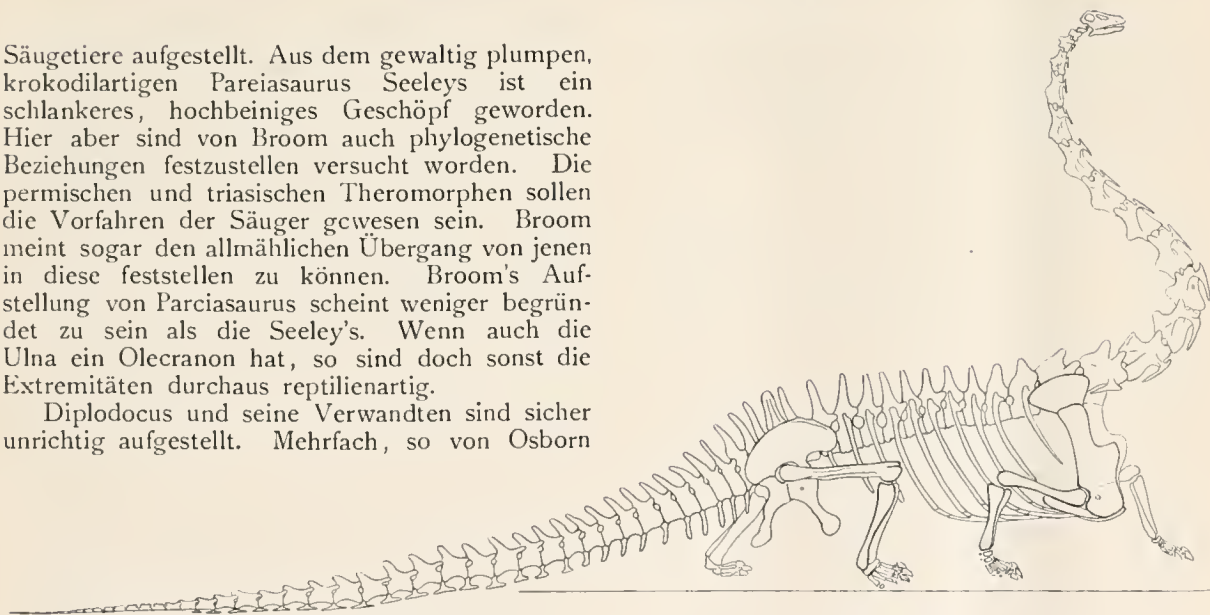 Säugetiere aufgestellt. Aus dem gewaltig plumpen,
krokodilartigen Pareiasaurus Seeleys ist ein
schlankeres, hochbeiniges Geschöpf geworden.
Hier aber sind von Broom auch phylogenetische
Beziehungen festzustellen versucht worden. Die
permischen und triasischen Theromorphen sollen
die Vorfahren der Säuger gewesen sein. Broom
meint sogar den allmählichen Übergang von jenen
in diese feststellen zu können. Broom's Auf-
stellung von Parciasaurus scheint weniger begrün-
det zu sein als die Seeley's. Wenn auch die
Ulna ein Olecranon hat, so sind doch sonst die
Extremitäten durchaus reptilienartig.
Diplodocus und seine Verwandten sind sicher
unrichtig aufgestellt. Mehrfach, so von Osborn